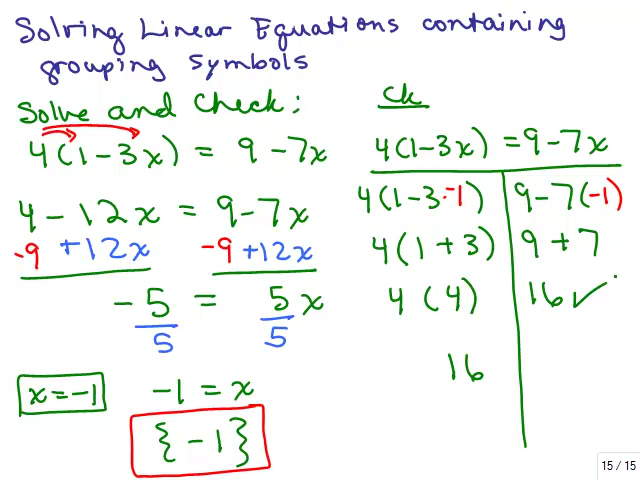 Solving Linear Equations containing
grouping symbols
Solve and Check:
4(1-3x) = 9-7x
4-12x = 9-7x
-9 +12x -9 +12x
-5 = 5x
5 5
x=-1 -1 = x
{-1}
ck
4(1-3x) = 9-7x
4(1-3·-1) 9-7(-1)
4(1+3) 9+7
4(4) 16✓
16
15 / 15